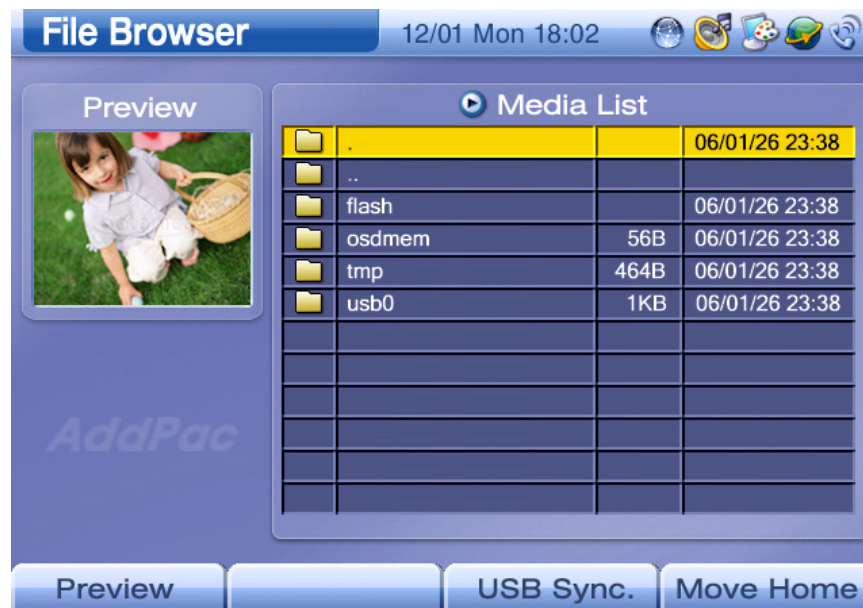 File Browser
12/01 Mon 18:02
Preview
Media List
. 06/01/26 23:38
..
flash 06/01/26 23:38
osdmem 56B 06/01/26 23:38
tmp 464B 06/01/26 23:38
usb0 1KB 06/01/26 23:38
AddPac
Preview USB Sync. Move Home